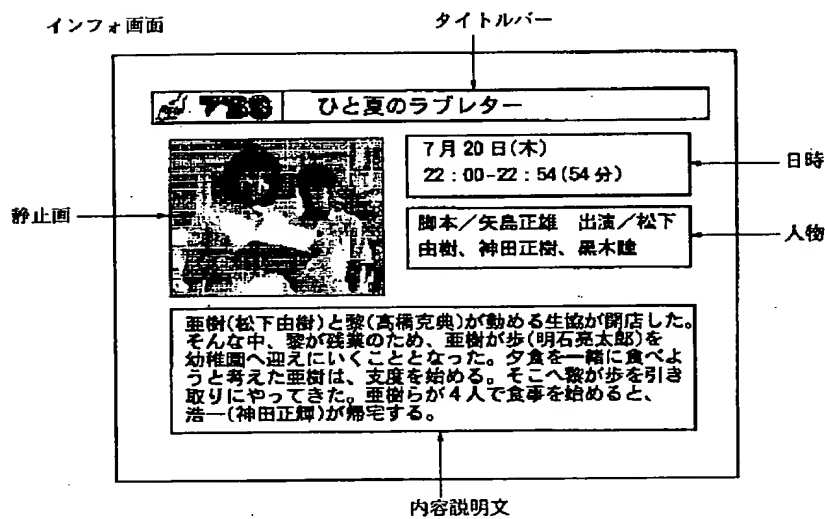 インフォ画面
タイトルバー
TBS ひと夏のラブレター
静止画
7月20日(木)
22:00-22:54(54分)
日時
脚本／矢島正雄 出演／松下
由樹、神田正樹、黒木瞳
人物
亜樹(松下由樹)と黎(高橋克典)が勤める生協が開店した。
そんな中、黎が残業のため、亜樹が歩(明石亮太郎)を
幼稚園へ迎えにいくこととなった。夕食を一緒に食べよ
うと考えた亜樹は、支度を始める。そこへ黎が歩を引き
取りにやってきた。亜樹らが4人で食事を始めると、
浩一(神田正輝)が帰宅する。
内容説明文